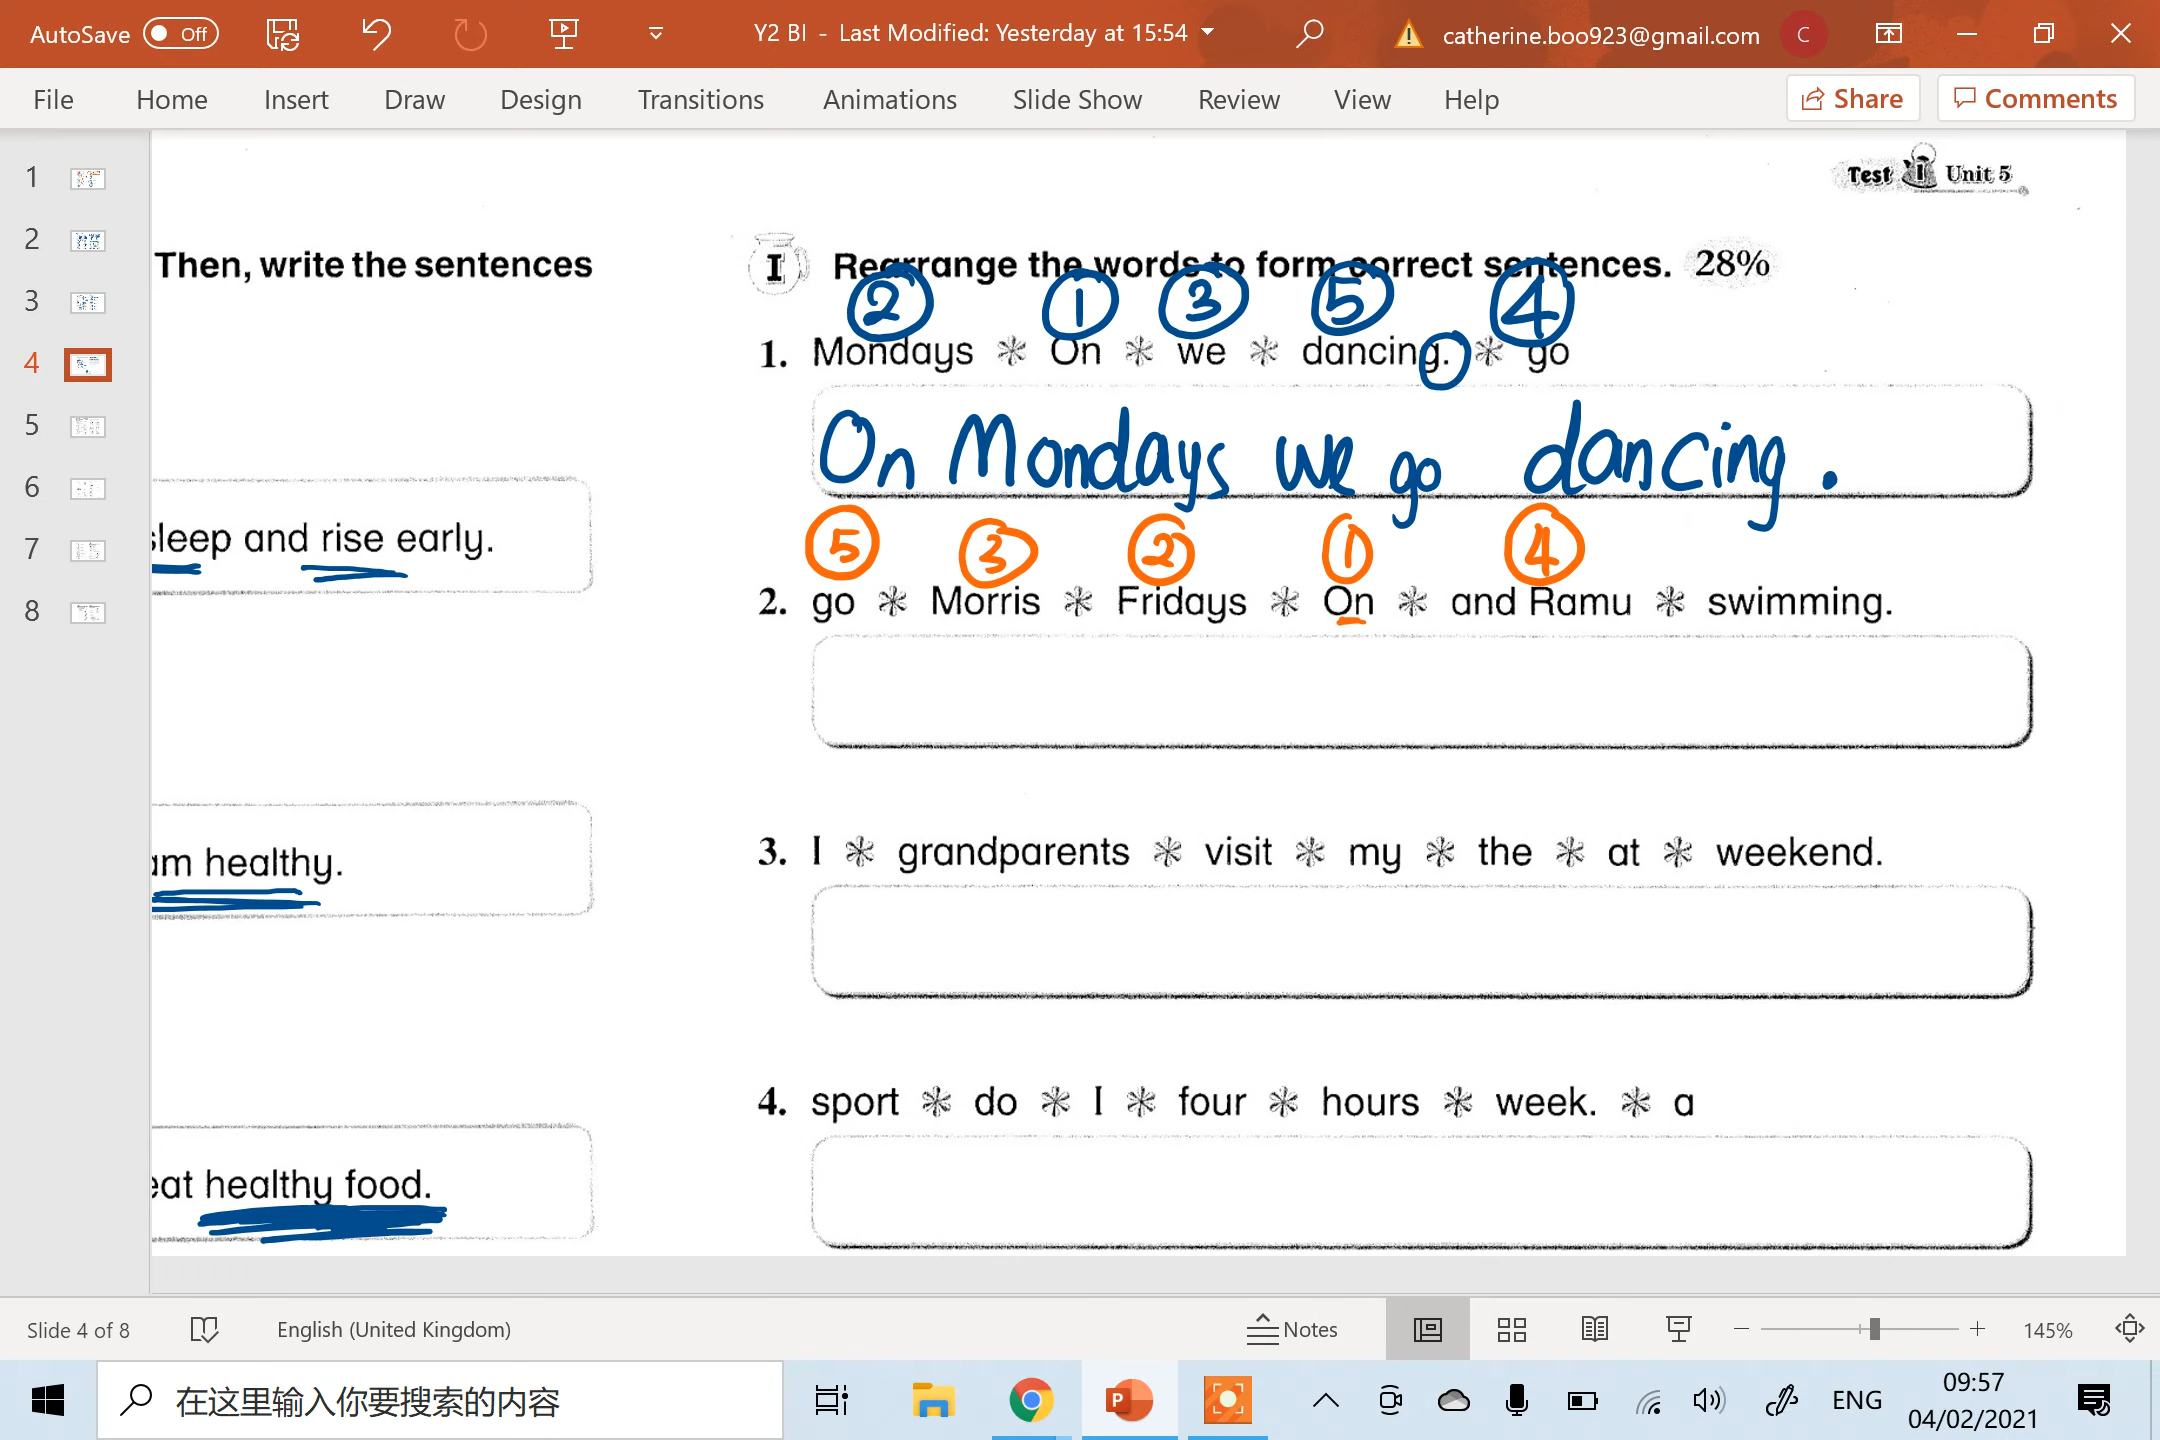 AutoSave Off Y2 BI - Last Modified: Yesterday at 15:54 catherine.boo923@gmail.com C
File Home Insert Draw Design Transitions Animations Slide Show Review View Help Share Comments
1
2
3
4
5
6
7
8
Then, write the sentences
sleep and rise early.
am healthy.
eat healthy food.
Test 1 Unit 5
I Rearrange the words to form correct sentences. 28%
2 1 3 5 4
1. Mondays * On * we * dancing. * go
On Mondays we go dancing.
5 3 2 1 4
2. go * Morris * Fridays * On * and Ramu * swimming.
3. I * grandparents * visit * my * the * at * weekend.
4. sport * do * I * four * hours * week. * a
Slide 4 of 8 English (United Kingdom) Notes 145%
在这里输入你要搜索的内容 ENG 09:57
04/02/2021